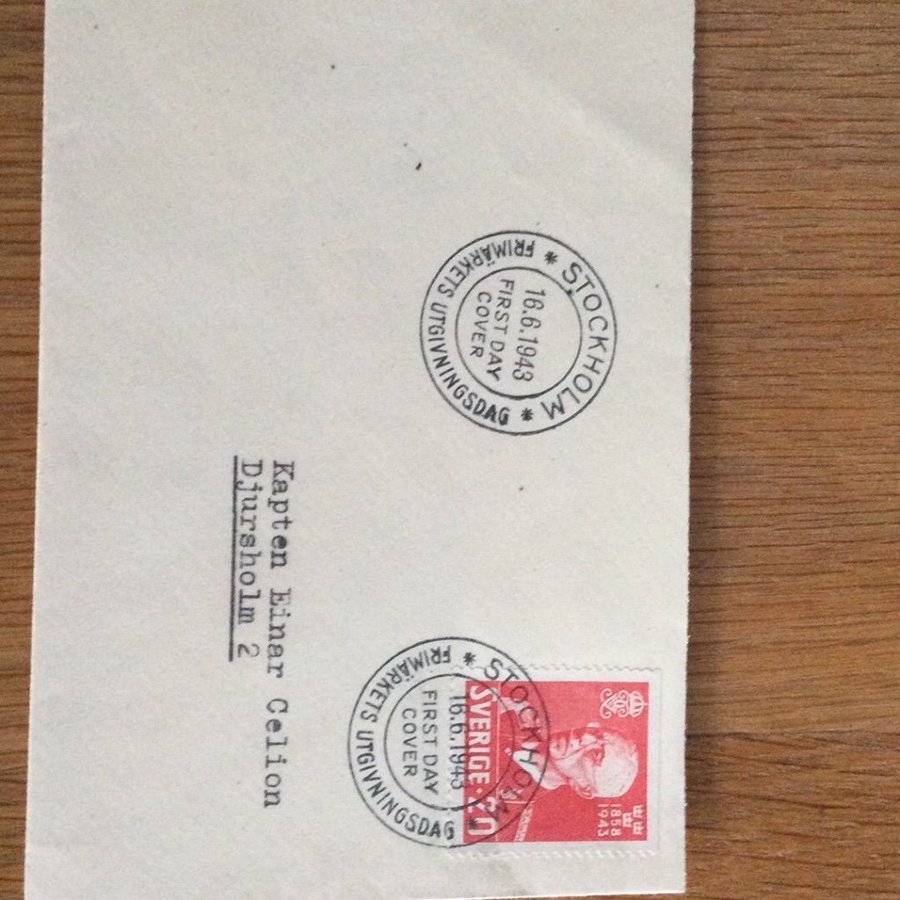 STOCKHOLM
16.6.1943
FIRST DAY
COVER
* FRIMÄRKETS UTGIVNINGSDAG *
1858
1943
SVERIGE·20
STOCKHOLM
16.6.1943
FIRST DAY
COVER
* FRIMÄRKETS UTGIVNINGSDAG *
Kapten Einar Celion
Djursholm 2